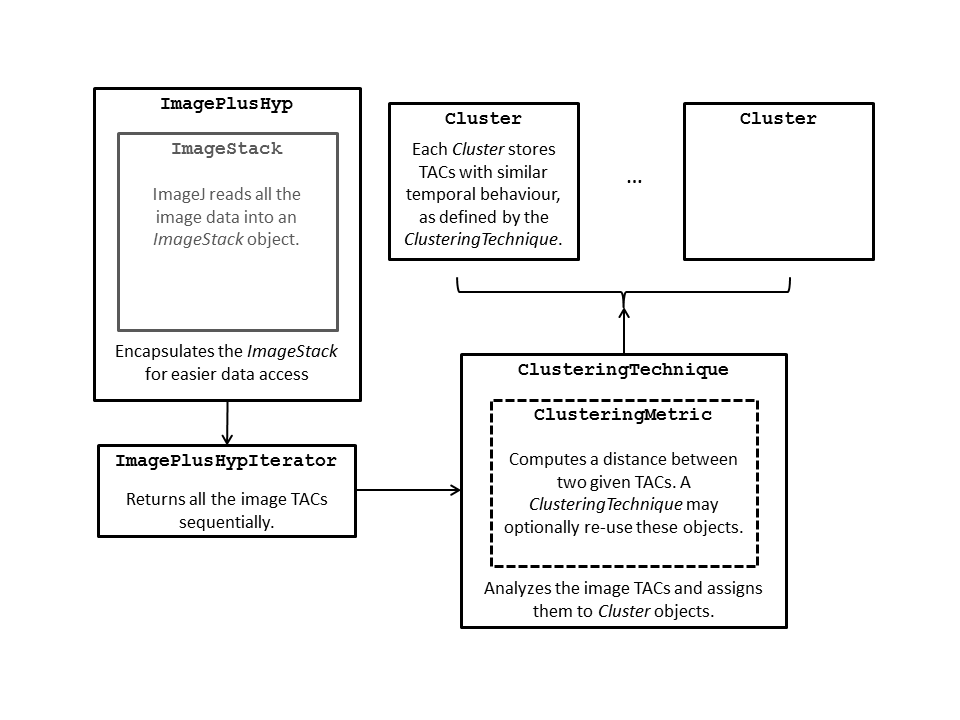 ImagePlusHyp
ImageStack
ImageJ reads all the
image data into an
ImageStack object.
Encapsulates the ImageStack
for easier data access
ImagePlusHypIterator
Returns all the image TACs
sequentially.
Cluster
Each Cluster stores
TACs with similar
temporal behaviour,
as defined by the
ClusteringTechnique.
...
Cluster
ClusteringTechnique
ClusteringMetric
Computes a distance between
two given TACs. A
ClusteringTechnique may
optionally re-use these objects.
Analyzes the image TACs and assigns
them to Cluster objects.